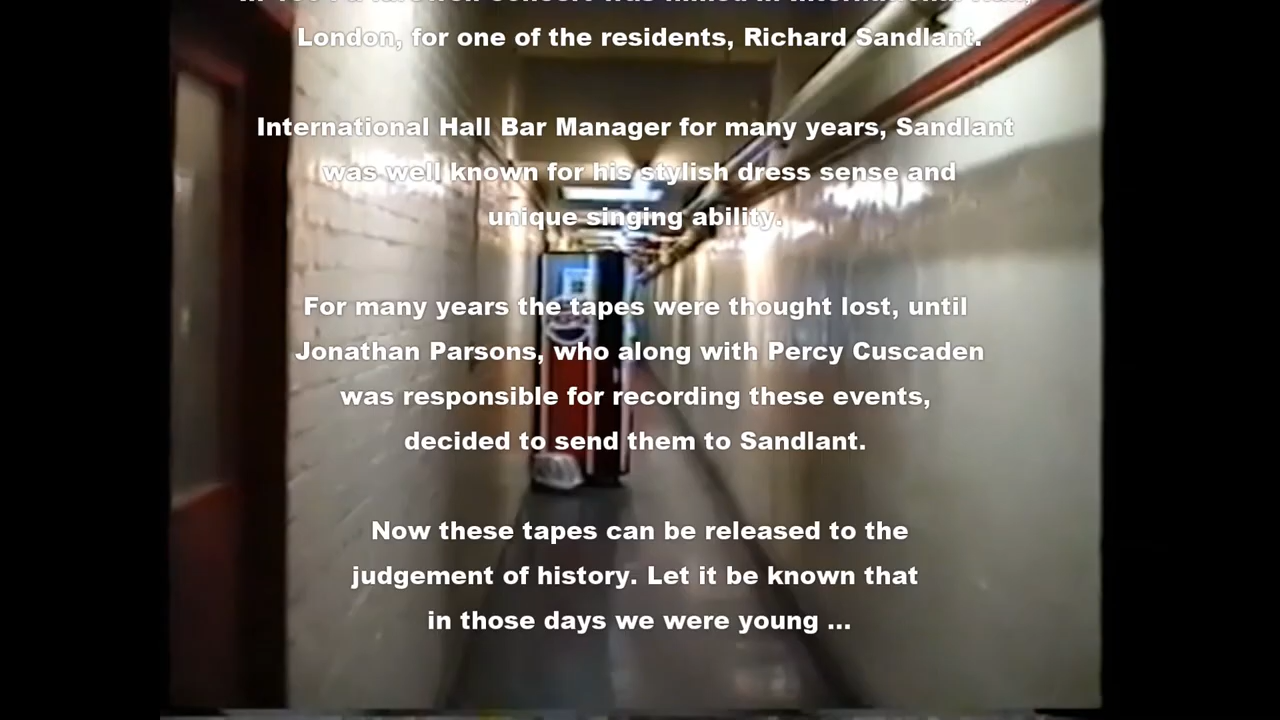 London, for one of the residents, Richard Sandlant.
International Hall Bar Manager for many years, Sandlant
was well known for his stylish dress sense and
unique singing ability.
For many years the tapes were thought lost, until
Jonathan Parsons, who along with Percy Cuscaden
was responsible for recording these events,
decided to send them to Sandlant.
Now these tapes can be released to the
judgement of history. Let it be known that
in those days we were young ...